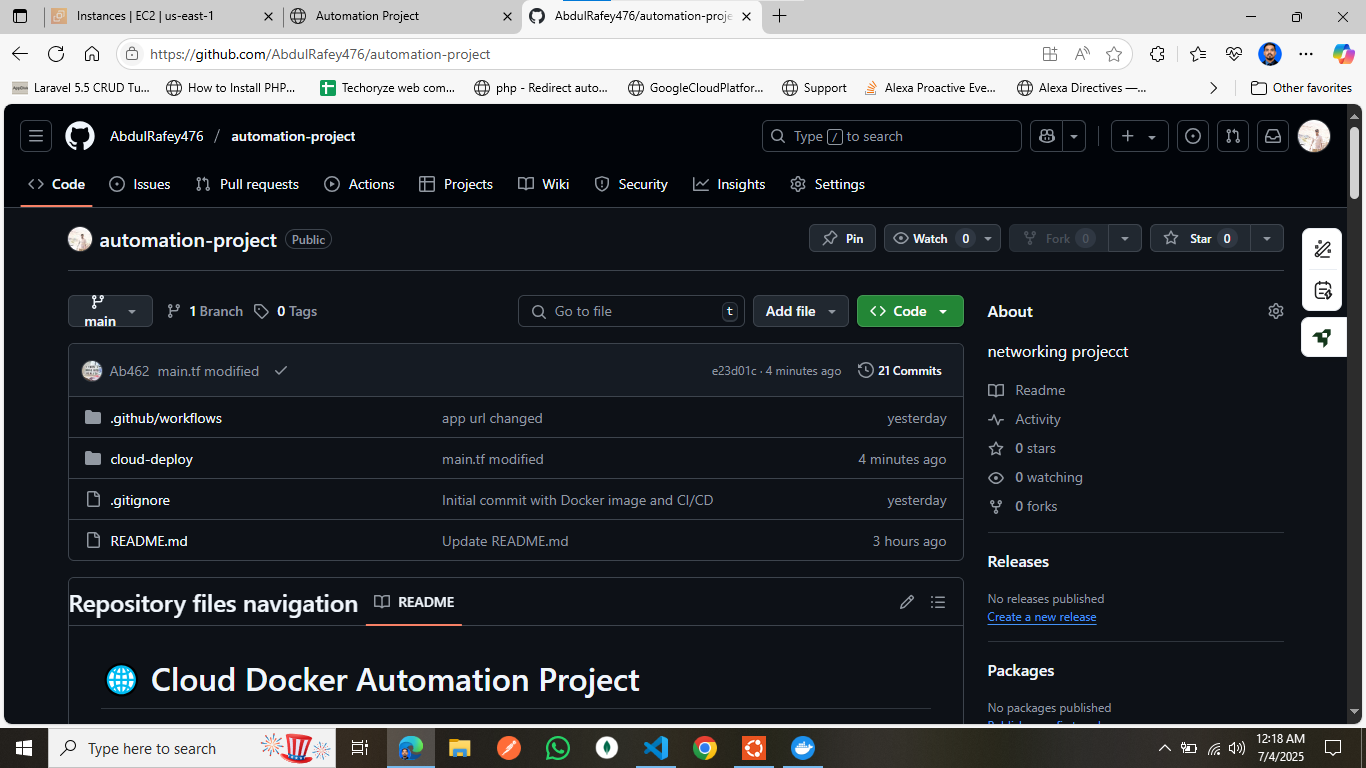 Instances | EC2 | us-east-1
Automation Project
AbdulRafey476/automation-proje
https://github.com/AbdulRafey476/automation-project
Laravel 5.5 CRUD Tu...
How to Install PHP...
Techoryze web com...
php - Redirect auto...
GoogleCloudPlatfor...
Support
Alexa Proactive Eve...
Alexa Directives —...
Other favorites
AbdulRafey476 / automation-project
Type / to search
Code
Issues
Pull requests
Actions
Projects
Wiki
Security
Insights
Settings
automation-project Public
Pin
Watch 0
Fork 0
Star 0
main
1 Branch
0 Tags
Go to file t
Add file
Code
Ab462 main.tf modified
e23d01c · 4 minutes ago
21 Commits
.github/workflows app url changed yesterday
cloud-deploy main.tf modified 4 minutes ago
.gitignore Initial commit with Docker image and CI/CD yesterday
README.md Update README.md 3 hours ago
Repository files navigation
README
Cloud Docker Automation Project
About
networking projecct
Readme
Activity
0 stars
0 watching
0 forks
Releases
No releases published
Create a new release
Packages
No packages published
Type here to search
12:18 AM
7/4/2025